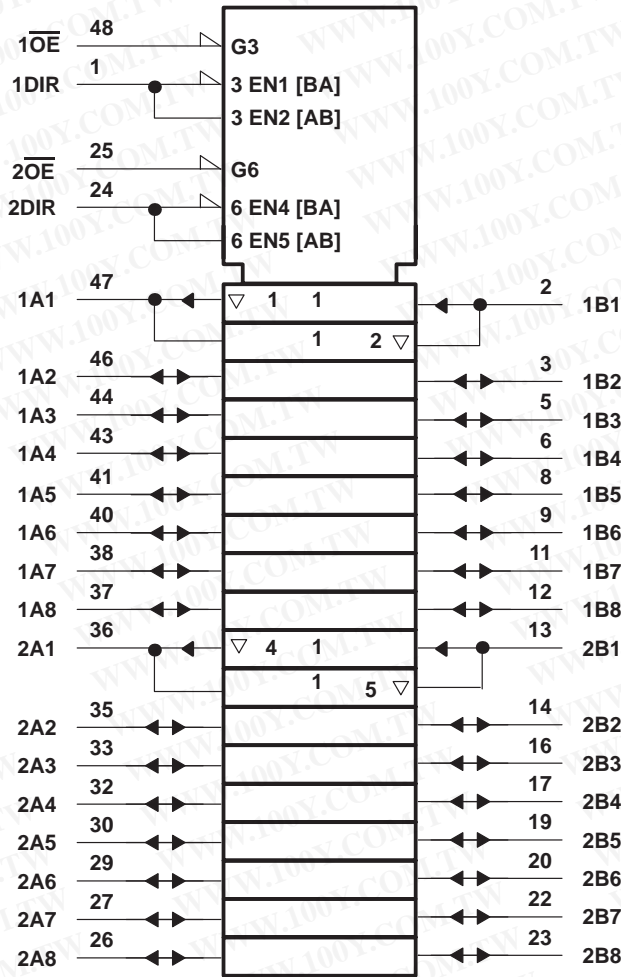 48
1OE G3
1
1DIR 3 EN1 [BA]
3 EN2 [AB]
25
2OE G6
24
2DIR 6 EN4 [BA]
6 EN5 [AB]
47 2
1A1 1 1 1B1
1 2
46 3
1A2 1B2
44 5
1A3 1B3
43 6
1A4 1B4
41 8
1A5 1B5
40 9
1A6 1B6
38 11
1A7 1B7
37 12
1A8 1B8
36 13
2A1 4 1 2B1
1 5
35 14
2A2 2B2
33 16
2A3 2B3
32 17
2A4 2B4
30 19
2A5 2B5
29 20
2A6 2B6
27 22
2A7 2B7
26 23
2A8 2B8
WWW.100Y.COM.TW